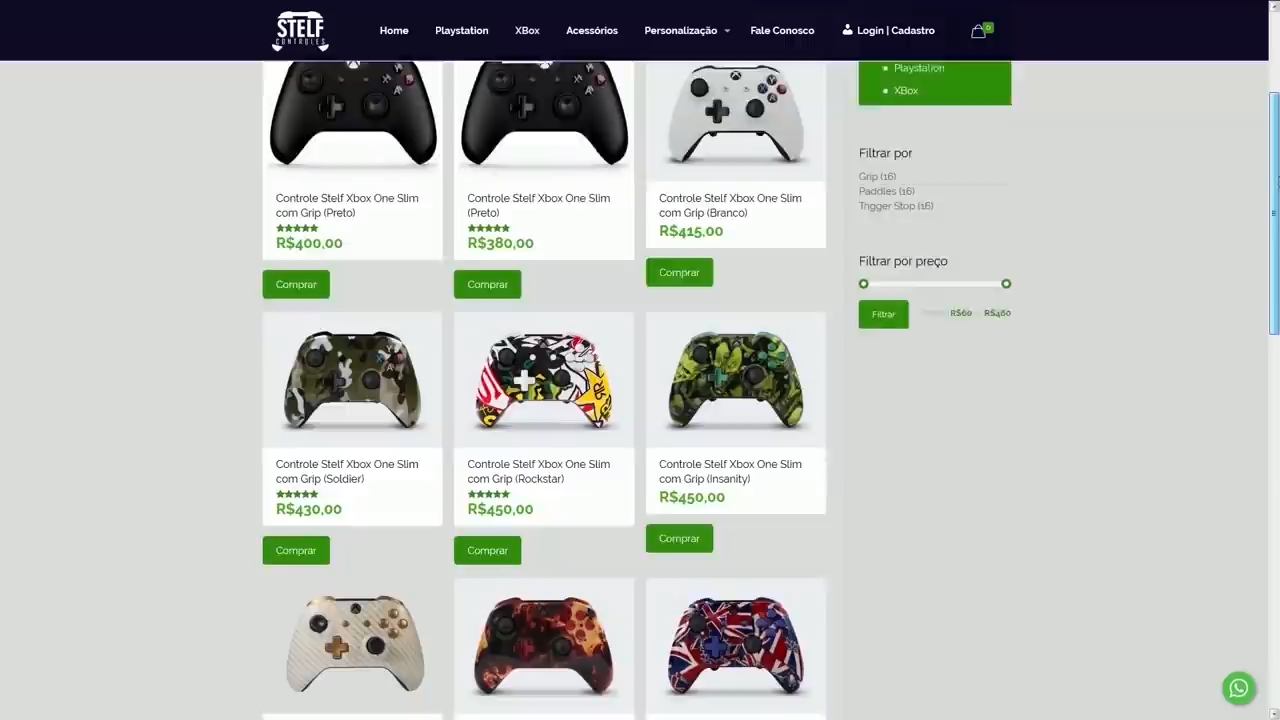 STELF
CONTROLES
Home
Playstation
XBox
Acessórios
Personalização
Fale Conosco
Login | Cadastro
0
Playstation
XBox
Controle Stelf Xbox One Slim
com Grip (Preto)
R$400,00
Comprar
Controle Stelf Xbox One Slim
(Preto)
R$380,00
Comprar
Controle Stelf Xbox One Slim
com Grip (Branco)
R$415,00
Comprar
Filtrar por
Grip (16)
Paddles (16)
Trigger Stop (16)
Filtrar por preço
Filtrar
R$60
R$460
Controle Stelf Xbox One Slim
com Grip (Soldier)
R$430,00
Comprar
Controle Stelf Xbox One Slim
com Grip (Rockstar)
R$450,00
Comprar
Controle Stelf Xbox One Slim
com Grip (Insanity)
R$450,00
Comprar